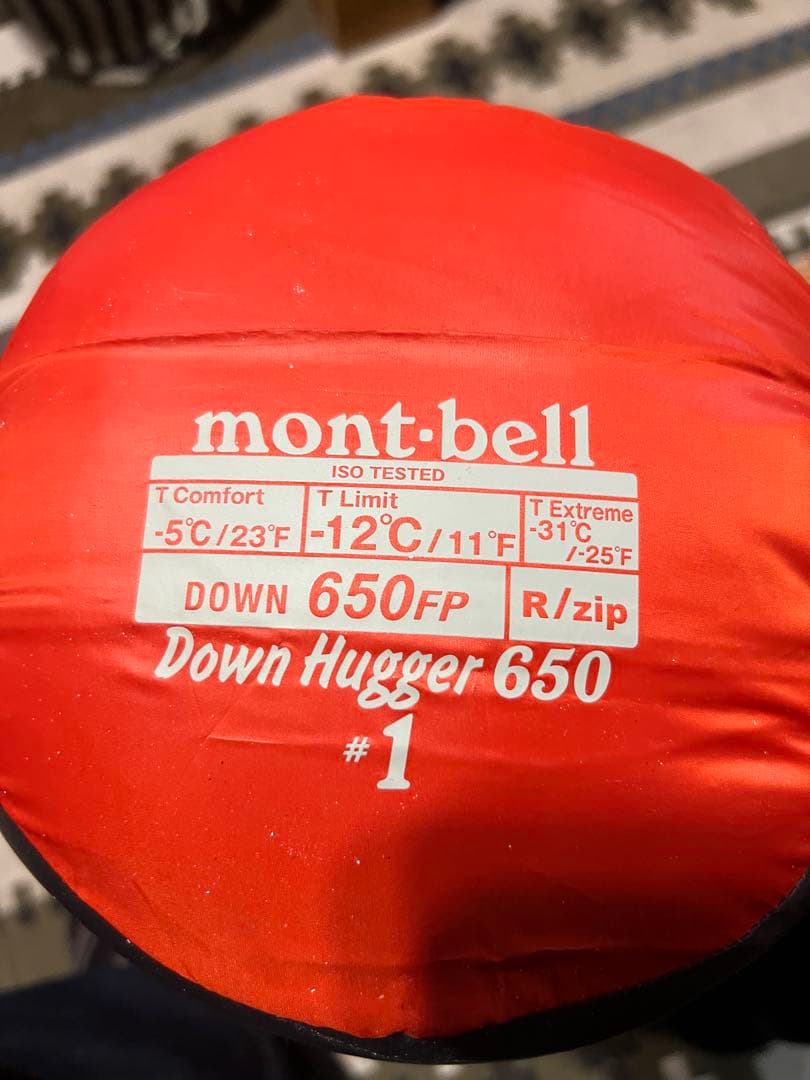 mont·bell
ISO TESTED
T Comfort
-5℃/23℉
T Limit
-12℃/11℉
T Extreme
-31℃
/-25℉
DOWN 650FP
R/zip
Down Hugger 650
#1